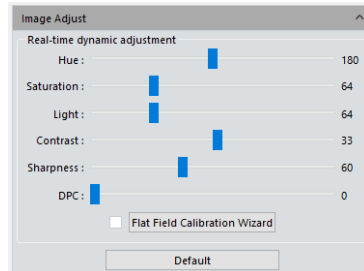 Image Adjust
Real-time dynamic adjustment
Hue : 180
Saturation : 64
Light : 64
Contrast : 33
Sharpness : 60
DPC : 0
Flat Field Calibration Wizard
Default